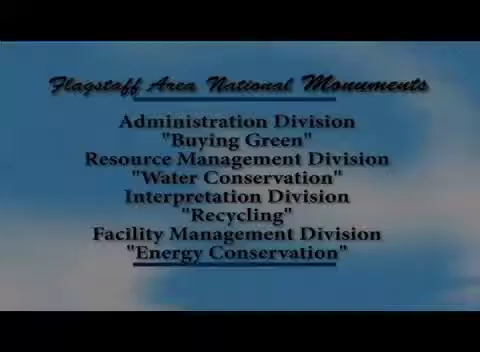 Flagstaff Area National Monuments
Administration Division
"Buying Green"
Resource Management Division
"Water Conservation"
Interpretation Division
"Recycling"
Facility Management Division
"Energy Conservation"